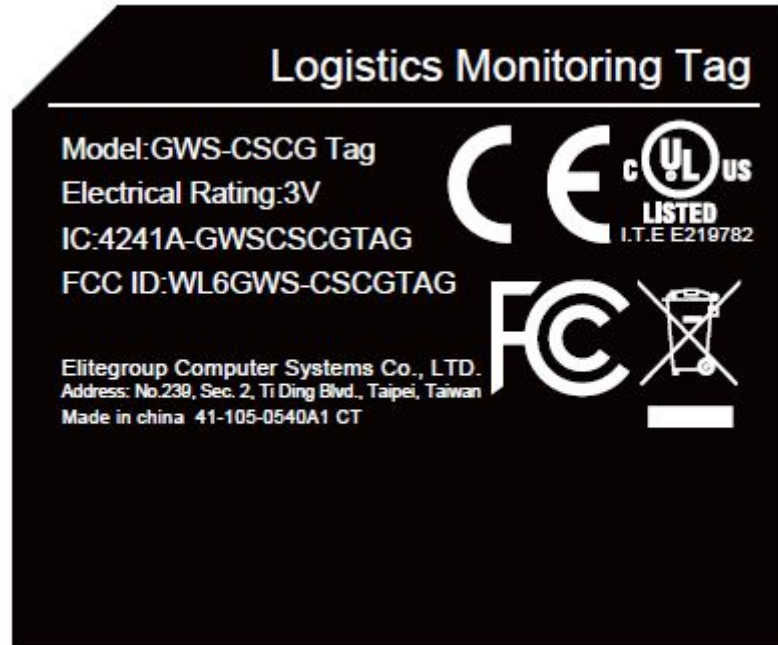 Logistics Monitoring Tag
Model:GWS-CSCG Tag
Electrical Rating:3V
IC:4241A-GWSCSCGTAG
FCC ID:WL6GWS-CSCGTAG
Elitegroup Computer Systems Co., LTD.
Address: No.239, Sec. 2, Ti Ding Blvd., Taipei, Taiwan
Made in china 41-105-0540A1 CT
CE
C UL US
LISTED
I.T.E E219782
FC